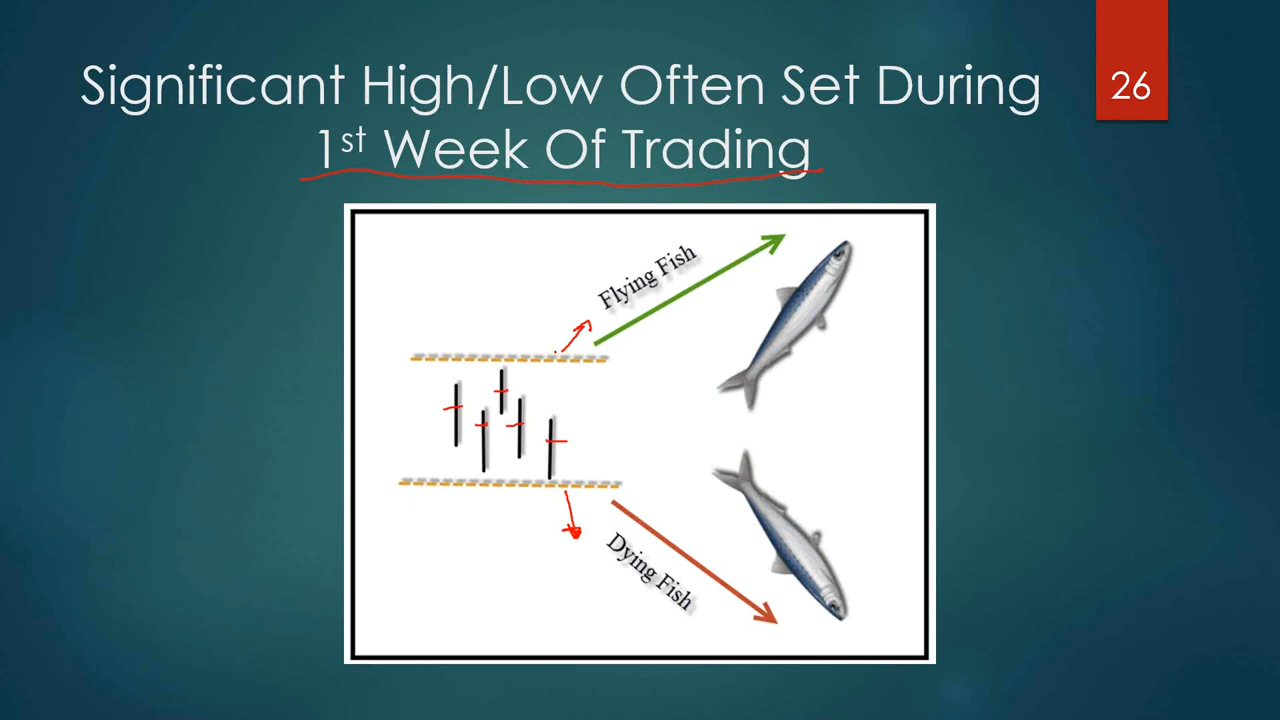 Significant High/Low Often Set During
1st Week Of Trading
26
Flying Fish
Dying Fish